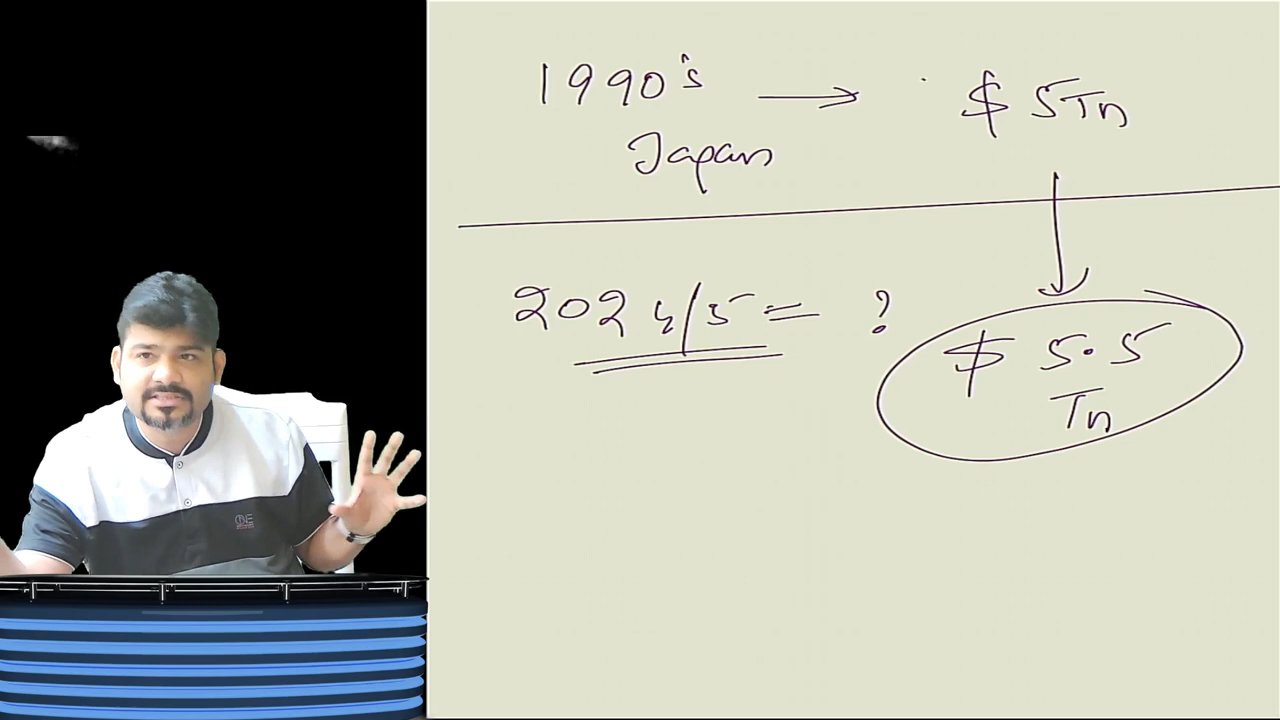 1990's → $ 5Tn
Japan
2024/5 = ?
$ 5.5
Tn